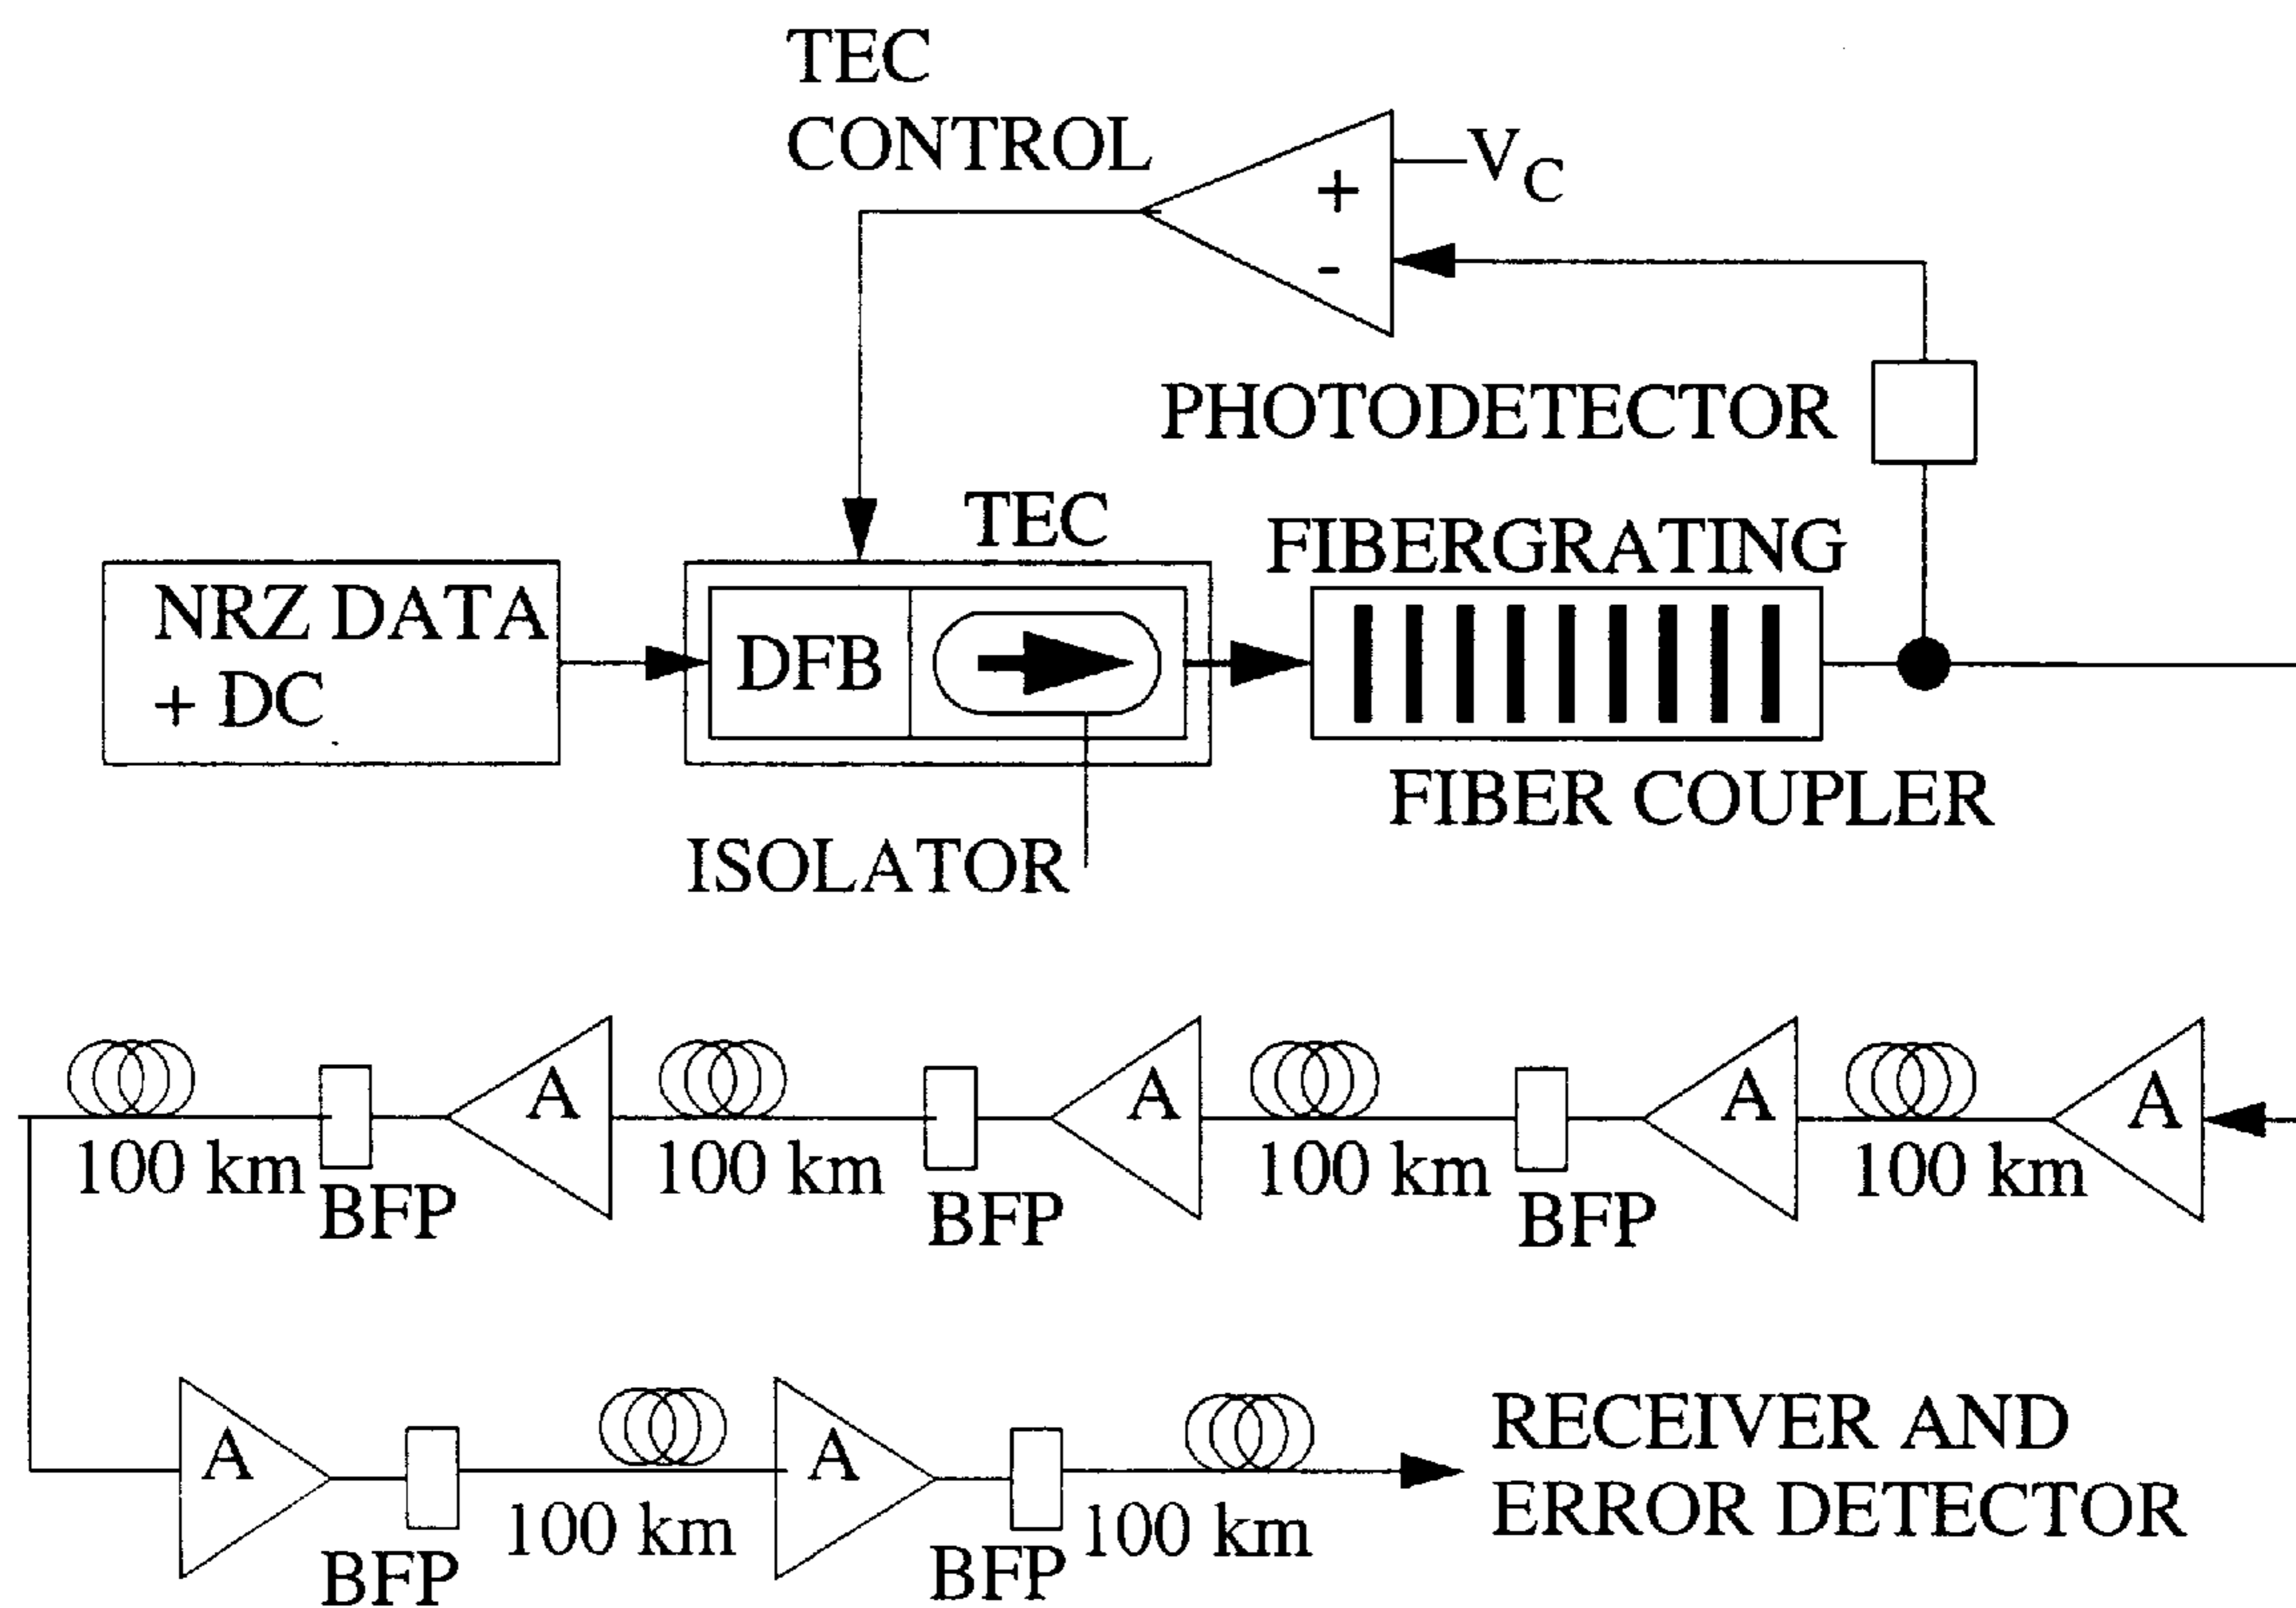 TEC
CONTROL
+
-
V_C
PHOTODETECTOR
TEC
FIBERGRATING
NRZ DATA
+ DC
DFB
FIBER COUPLER
ISOLATOR
A
A
A
A
100 km
100 km
100 km
100 km
BFP
BFP
BFP
A
A
RECEIVER AND
ERROR DETECTOR
100 km
100 km
BFP
BFP